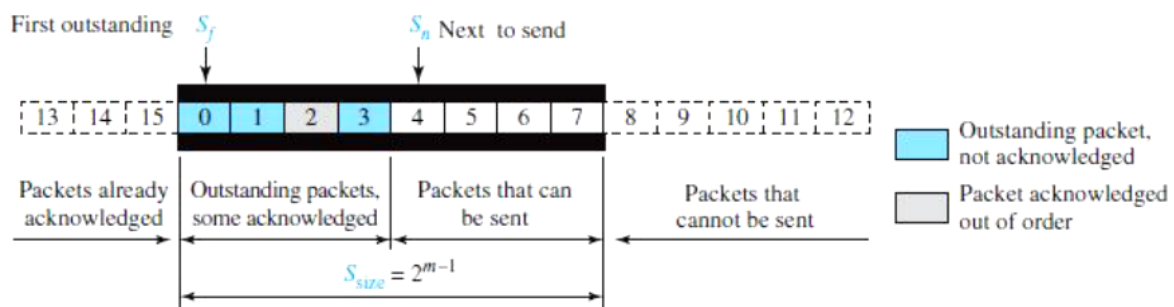 First outstanding S_f S_n Next to send
13 14 15 0 1 2 3 4 5 6 7 8 9 10 11 12
Outstanding packet,
not acknowledged
Packet acknowledged
out of order
Packets already
acknowledged
Outstanding packets,
some acknowledged
Packets that can
be sent
Packets that
cannot be sent
S_size = 2^{m−1}